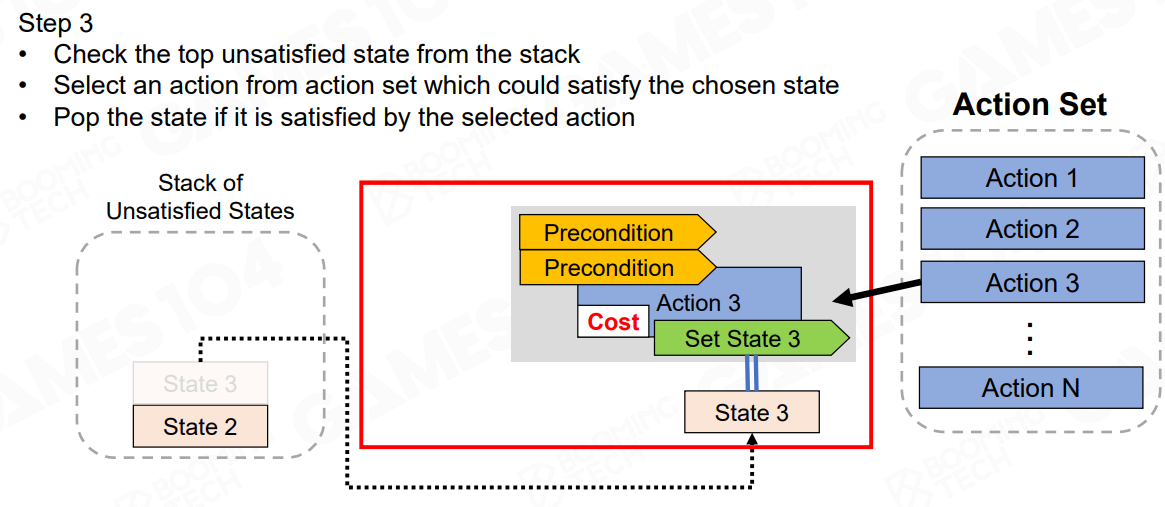 Step 3
• Check the top unsatisfied state from the stack
• Select an action from action set which could satisfy the chosen state
• Pop the state if it is satisfied by the selected action
Action Set
Stack of
Unsatisfied States
Precondition
Precondition
Action 3
Cost
Set State 3
State 3
State 3
State 2
Action 1
Action 2
Action 3
⋮
Action N
GAMES104
BOOMING
TECH